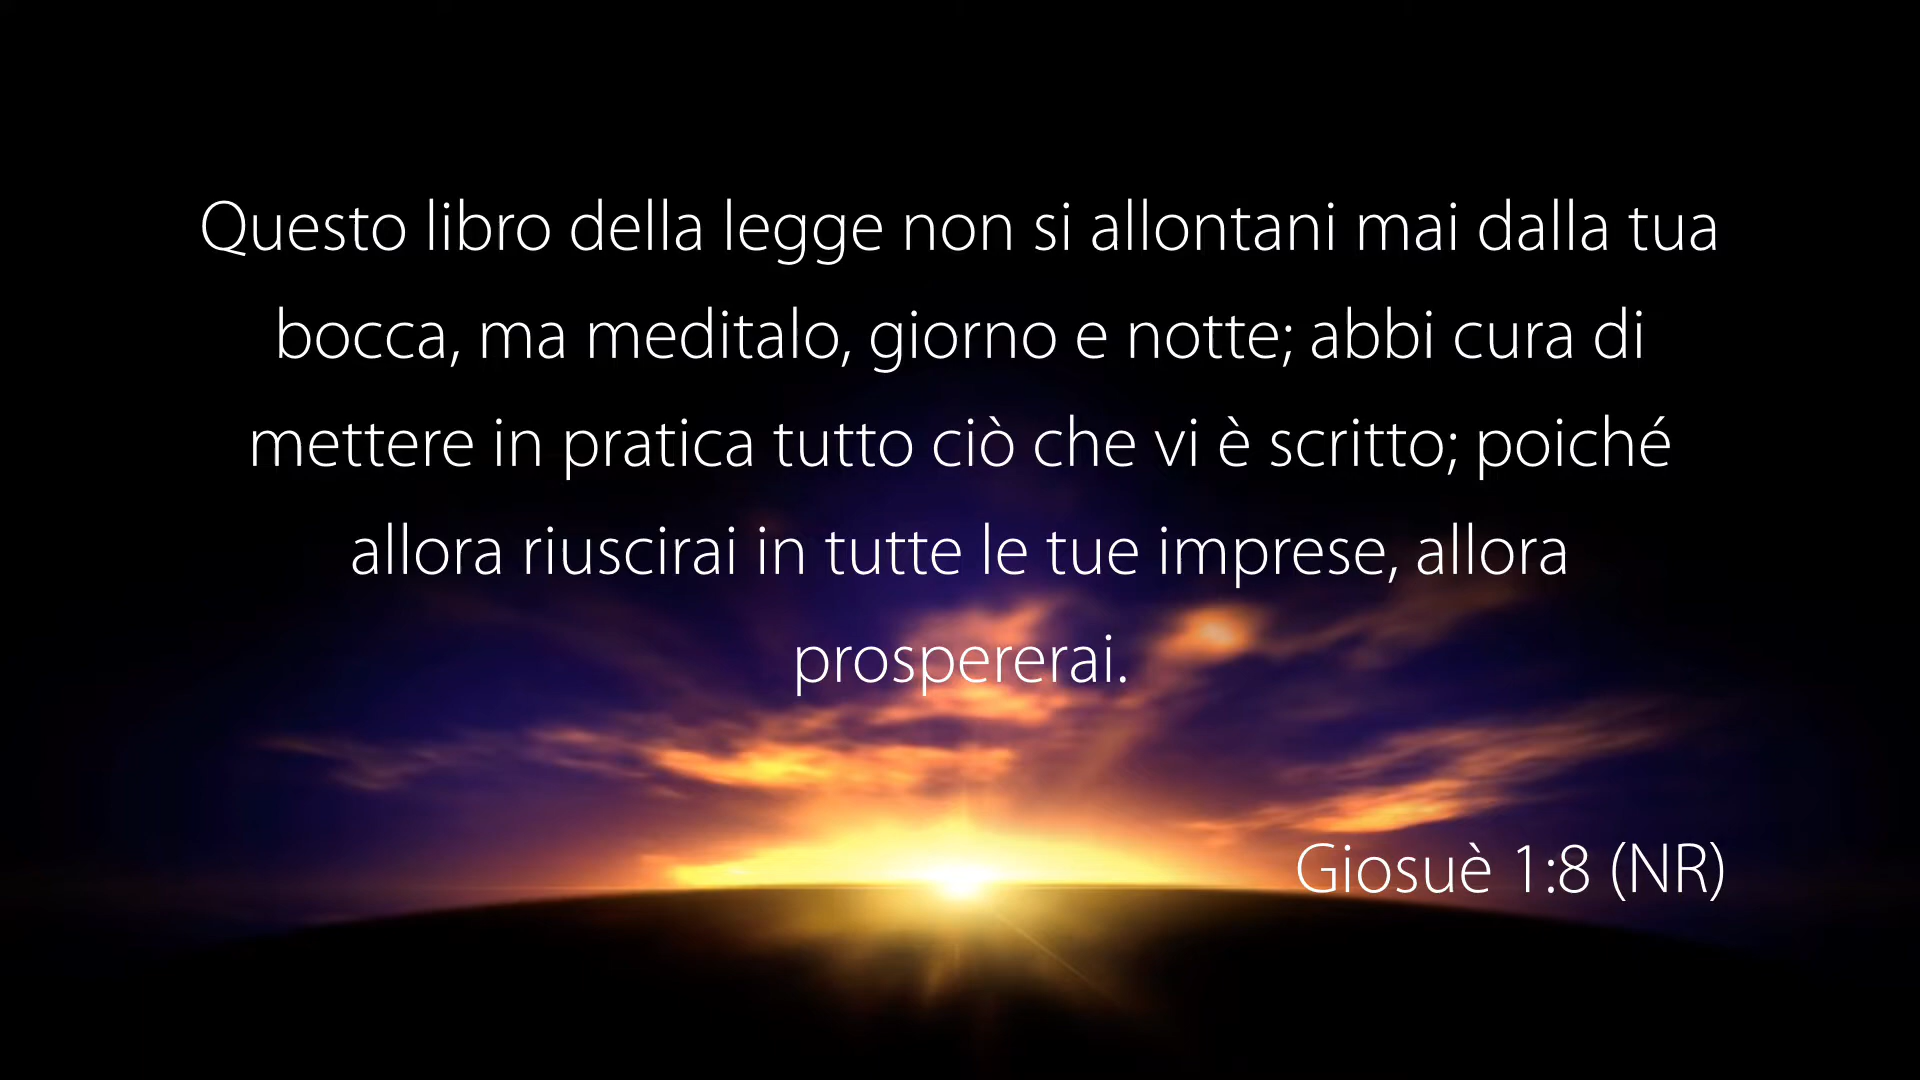 Questo libro della legge non si allontani mai dalla tua
bocca, ma meditalo, giorno e notte; abbi cura di
mettere in pratica tutto ciò che vi è scritto; poiché
allora riuscirai in tutte le tue imprese, allora
prospererai.
Giosuè 1:8 (NR)